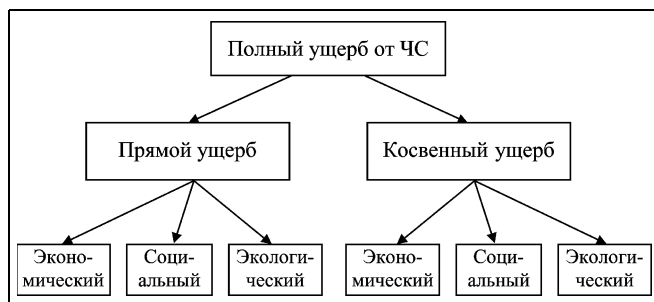 Полный ущерб от ЧС
Прямой ущерб
Косвенный ущерб
Эконо-
мический
Соци-
альный
Экологи-
ческий
Эконо-
мический
Соци-
альный
Экологи-
ческий